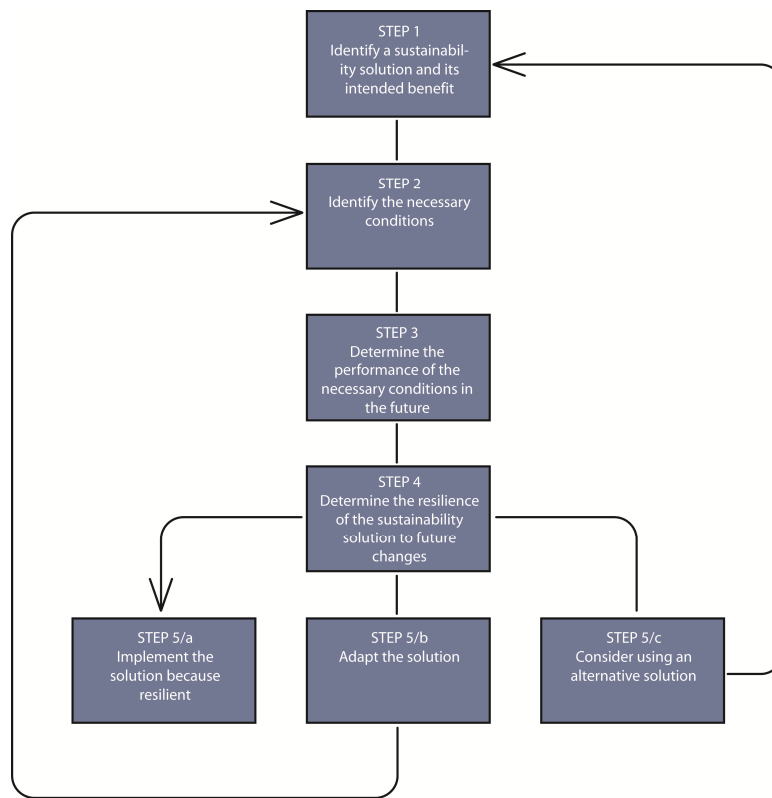 STEP 1
Identify a sustainabil-
ity solution and its
intended benefit
STEP 2
Identify the necessary
conditions
STEP 3
Determine the
performance of the
necessary conditions in
the future
STEP 4
Determine the resilience
of the sustainability
solution to future
changes
STEP 5/a
Implement the
solution because
resilient
STEP 5/b
Adapt the solution
STEP 5/c
Consider using an
alternative solution